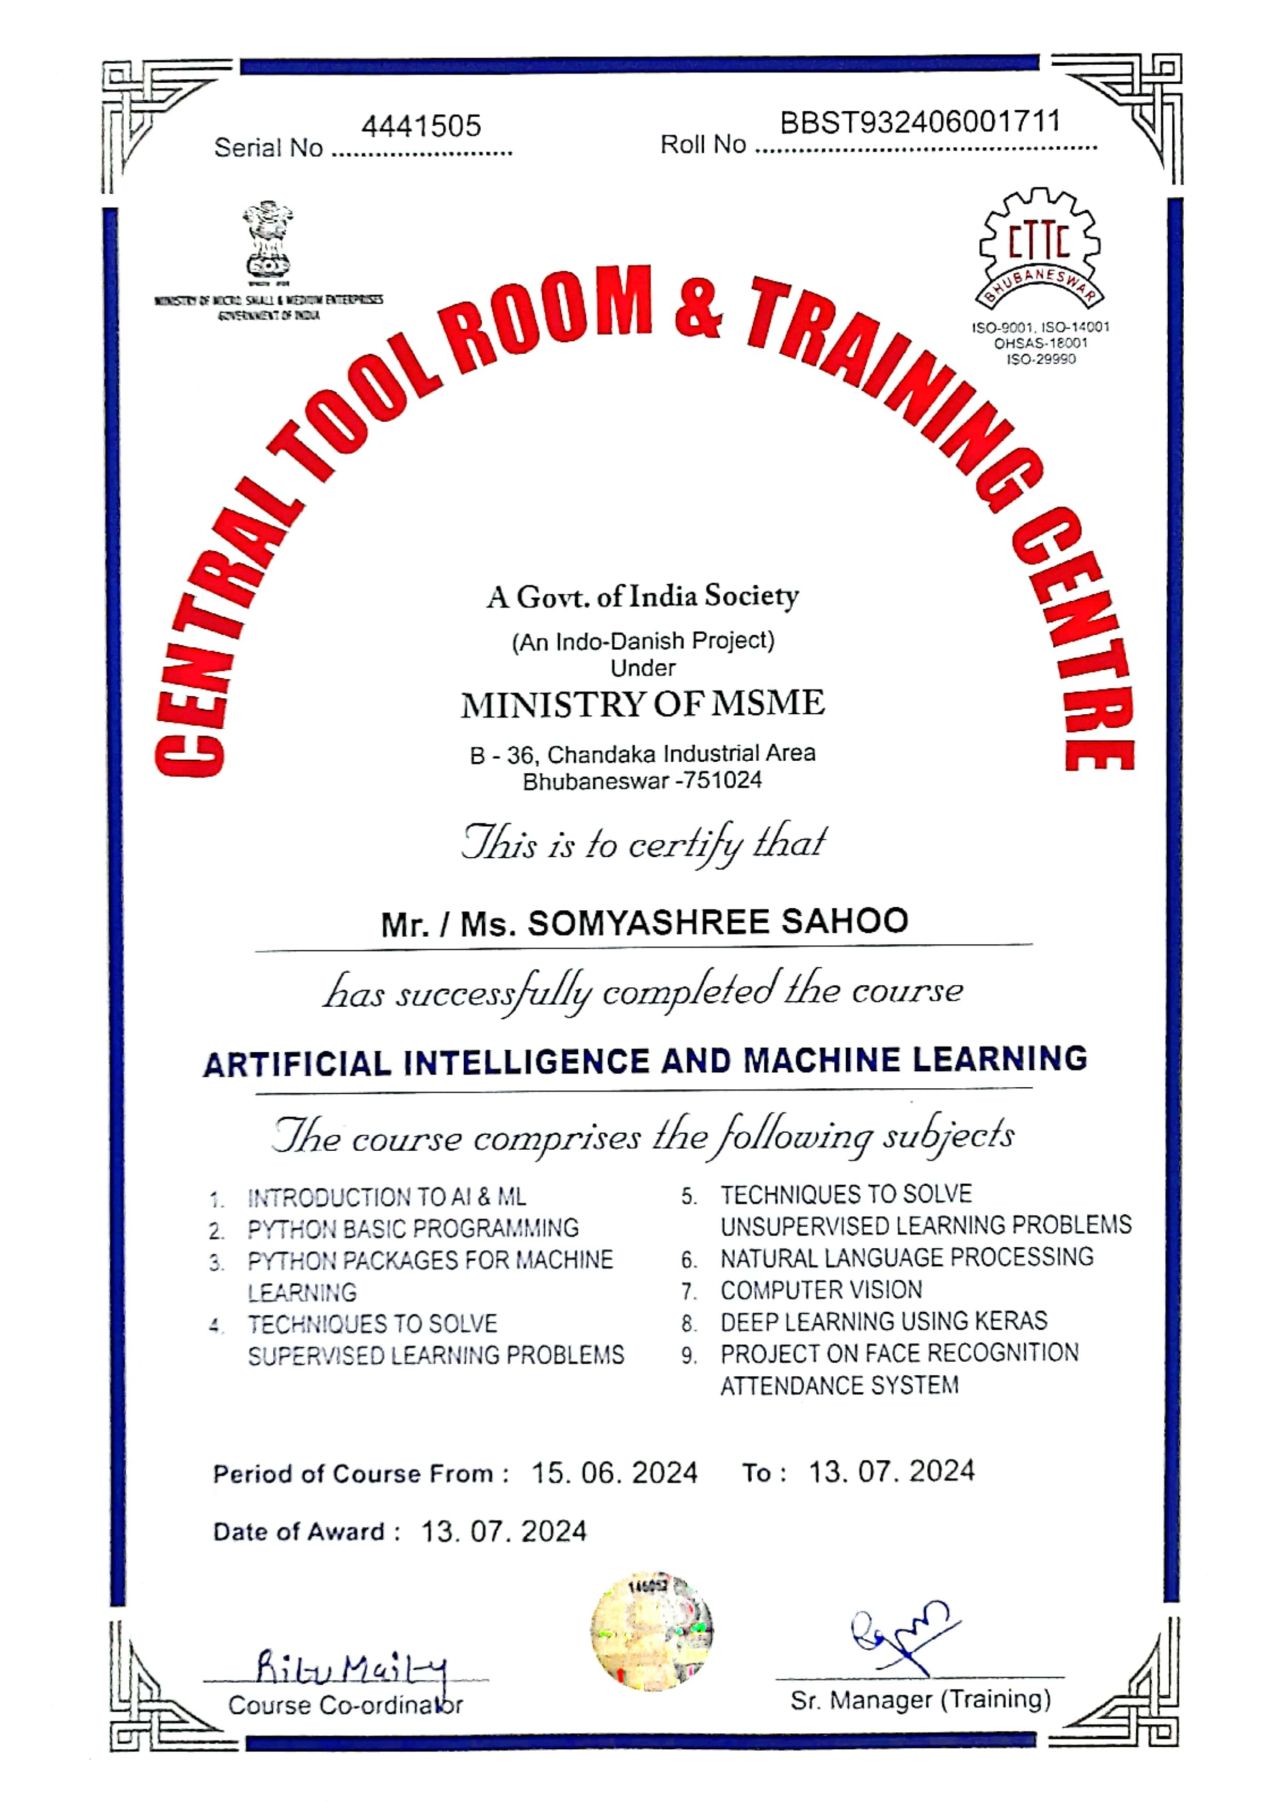 Serial No 4441505
Roll No BBST932406001711
MINISTRY OF MICRO, SMALL & MEDIUM ENTERPRISES
GOVERNMENT OF INDIA
CTTC
BHUBANESWAR
ISO-9001, ISO-14001
OHSAS-18001
ISO-29990
CENTRAL TOOL ROOM & TRAINING CENTRE
A Govt. of India Society
(An Indo-Danish Project)
Under
MINISTRY OF MSME
B - 36, Chandaka Industrial Area
Bhubaneswar -751024
This is to certify that
Mr. / Ms. SOMYASHREE SAHOO
has successfully completed the course
ARTIFICIAL INTELLIGENCE AND MACHINE LEARNING
The course comprises the following subjects
1. INTRODUCTION TO AI & ML
2. PYTHON BASIC PROGRAMMING
3. PYTHON PACKAGES FOR MACHINE
LEARNING
4. TECHNIQUES TO SOLVE
SUPERVISED LEARNING PROBLEMS
5. TECHNIQUES TO SOLVE
UNSUPERVISED LEARNING PROBLEMS
6. NATURAL LANGUAGE PROCESSING
7. COMPUTER VISION
8. DEEP LEARNING USING KERAS
9. PROJECT ON FACE RECOGNITION
ATTENDANCE SYSTEM
Period of Course From : 15. 06. 2024 To : 13. 07. 2024
Date of Award : 13. 07. 2024
Ritu Maity
Course Co-ordinator
Sr. Manager (Training)